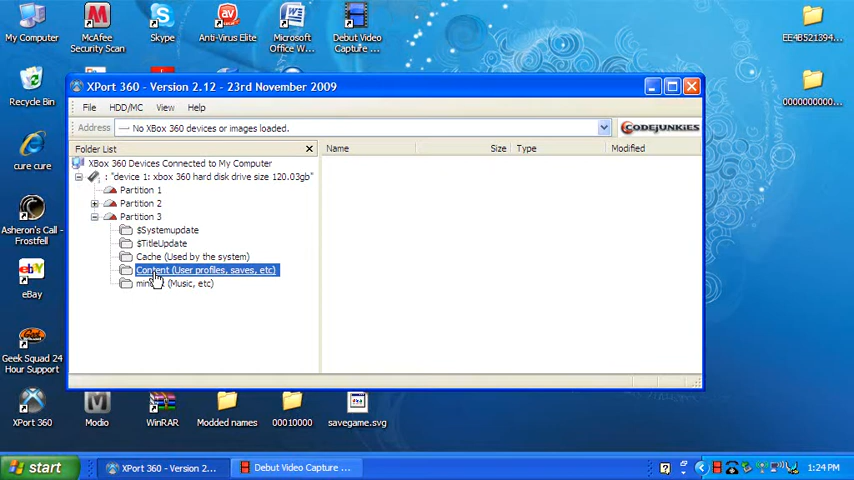 My Computer
McAfee
Security Scan
Skype
Anti-Virus Elite
Microsoft
Office W...
Debut Video
Capture ...
EE4B521394...
Recycle Bin
0000000000...
cure cure
Asheron's Call -
Frostfell
eBay
Geek Squad 24
Hour Support
XPort 360 - Version 2.12 - 23rd November 2009
File HDD/MC View Help
Address No XBox 360 devices or images loaded.
CODEJUNKIES
Folder List
Name Size Type Modified
XBox 360 Devices Connected to My Computer
: "device 1: xbox 360 hard disk drive size 120.03gb"
Partition 1
Partition 2
Partition 3
$Systemupdate
$TitleUpdate
Cache (Used by the system)
Content (User profiles, saves, etc)
(Music, etc)
XPort 360
Modio
WinRAR
Modded names
00010000
savegame.svg
start
XPort 360 - Version 2...
Debut Video Capture ...
1:24 PM